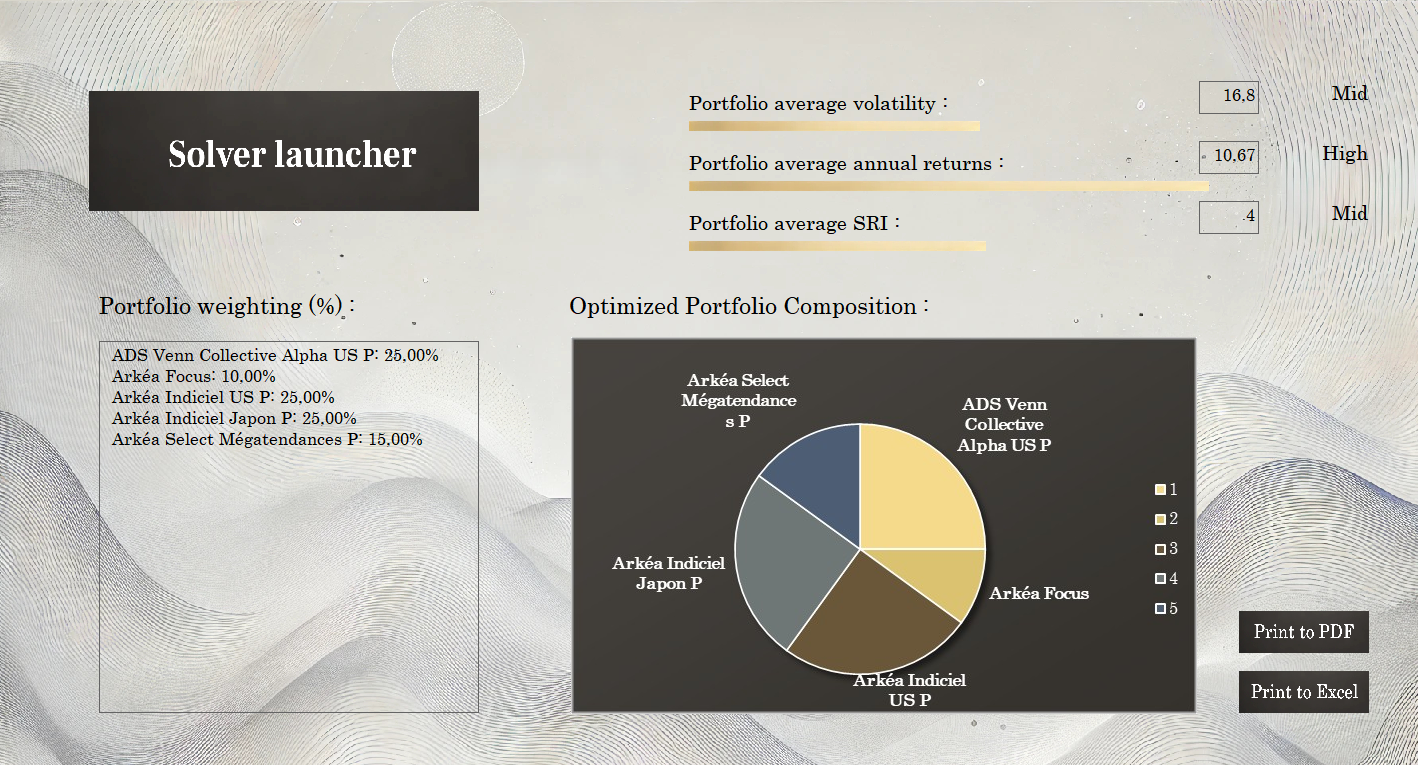 Solver launcher
Portfolio average volatility :
16,8
Mid
Portfolio average annual returns :
10,67
High
Portfolio average SRI :
4
Mid
Portfolio weighting (%) :
ADS Venn Collective Alpha US P: 25,00%
Arkéa Focus: 10,00%
Arkéa Indiciel US P: 25,00%
Arkéa Indiciel Japon P: 25,00%
Arkéa Select Mégatendances P: 15,00%
Optimized Portfolio Composition :
Arkéa Select
Mégatendance
s P
ADS Venn
Collective
Alpha US P
Arkéa Indiciel
Japon P
Arkéa Focus
Arkéa Indiciel
US P
1
2
3
4
5
Print to PDF
Print to Excel